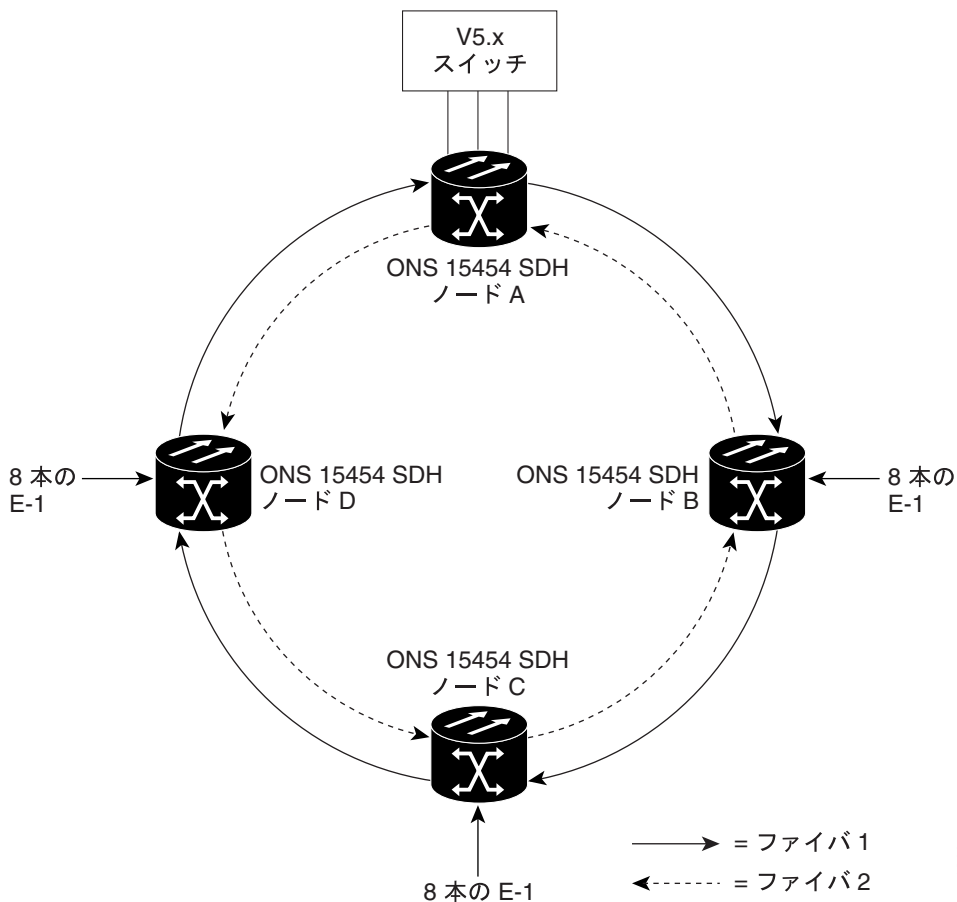 V5.x
スイッチ
ONS 15454 SDH
ノード A
8 本の
E-1
ONS 15454 SDH
ノード D
ONS 15454 SDH
ノード B
8 本の
E-1
ONS 15454 SDH
ノード C
8 本の E-1
= ファイバ 1
= ファイバ 2